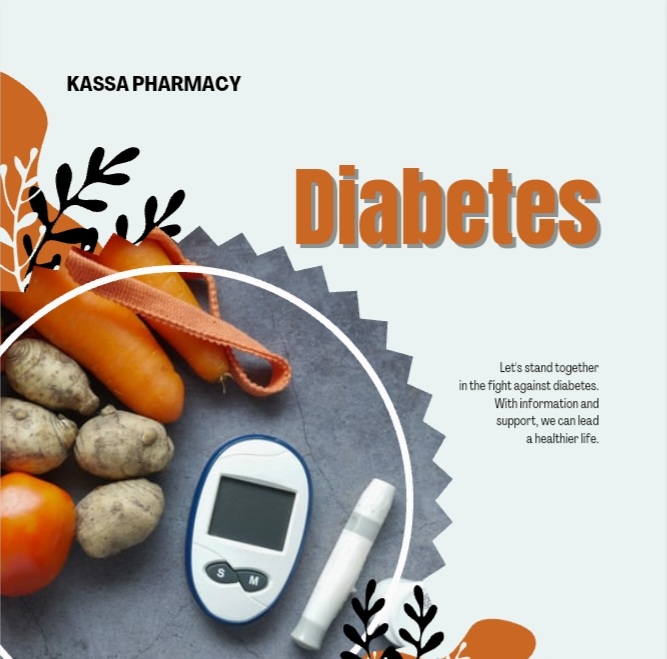 KASSA PHARMACY
Diabetes
Let's stand together
in the fight against diabetes.
With information and
support, we can lead
a healthier life.
S M